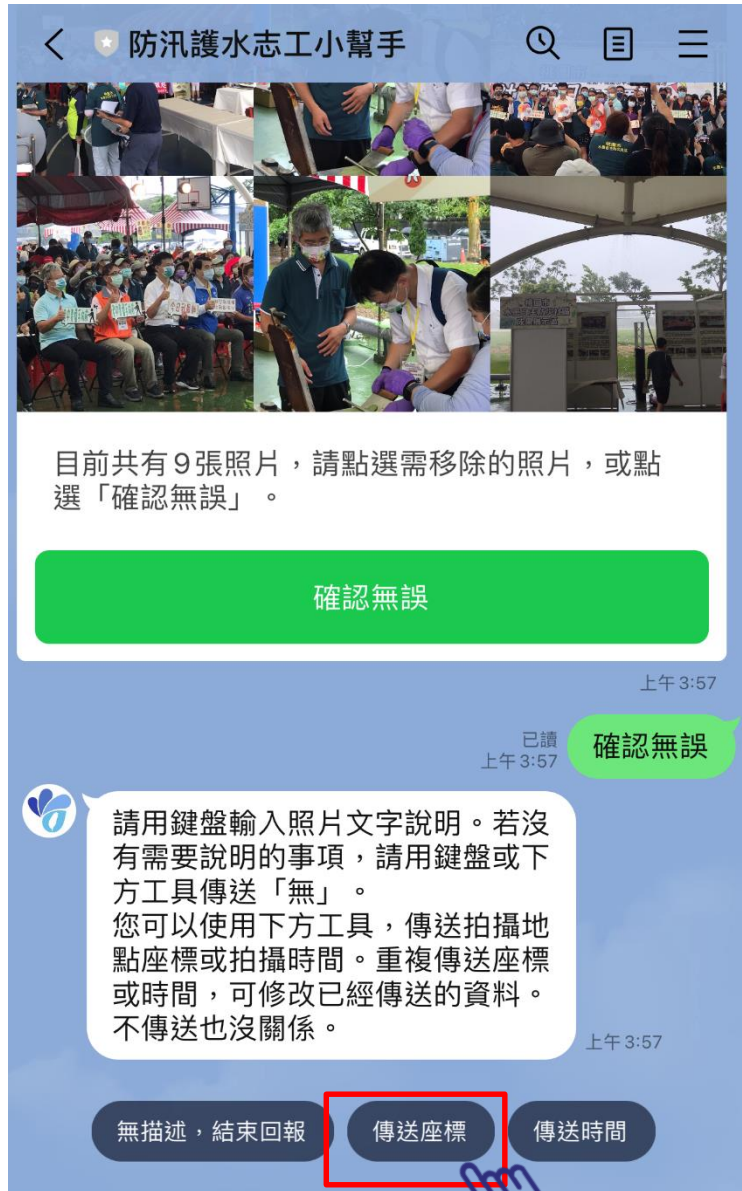 防汛護水志工小幫手
目前共有9張照片，請點選需移除的照片，或點
選「確認無誤」。
確認無誤
上午 3:57
已讀
上午 3:57
確認無誤
請用鍵盤輸入照片文字說明。若沒
有需要說明的事項，請用鍵盤或下
方工具傳送「無」。
您可以使用下方工具，傳送拍攝地
點座標或拍攝時間。重複傳送座標
或時間，可修改已經傳送的資料。
不傳送也沒關係。
上午 3:57
無描述，結束回報
傳送座標
傳送時間